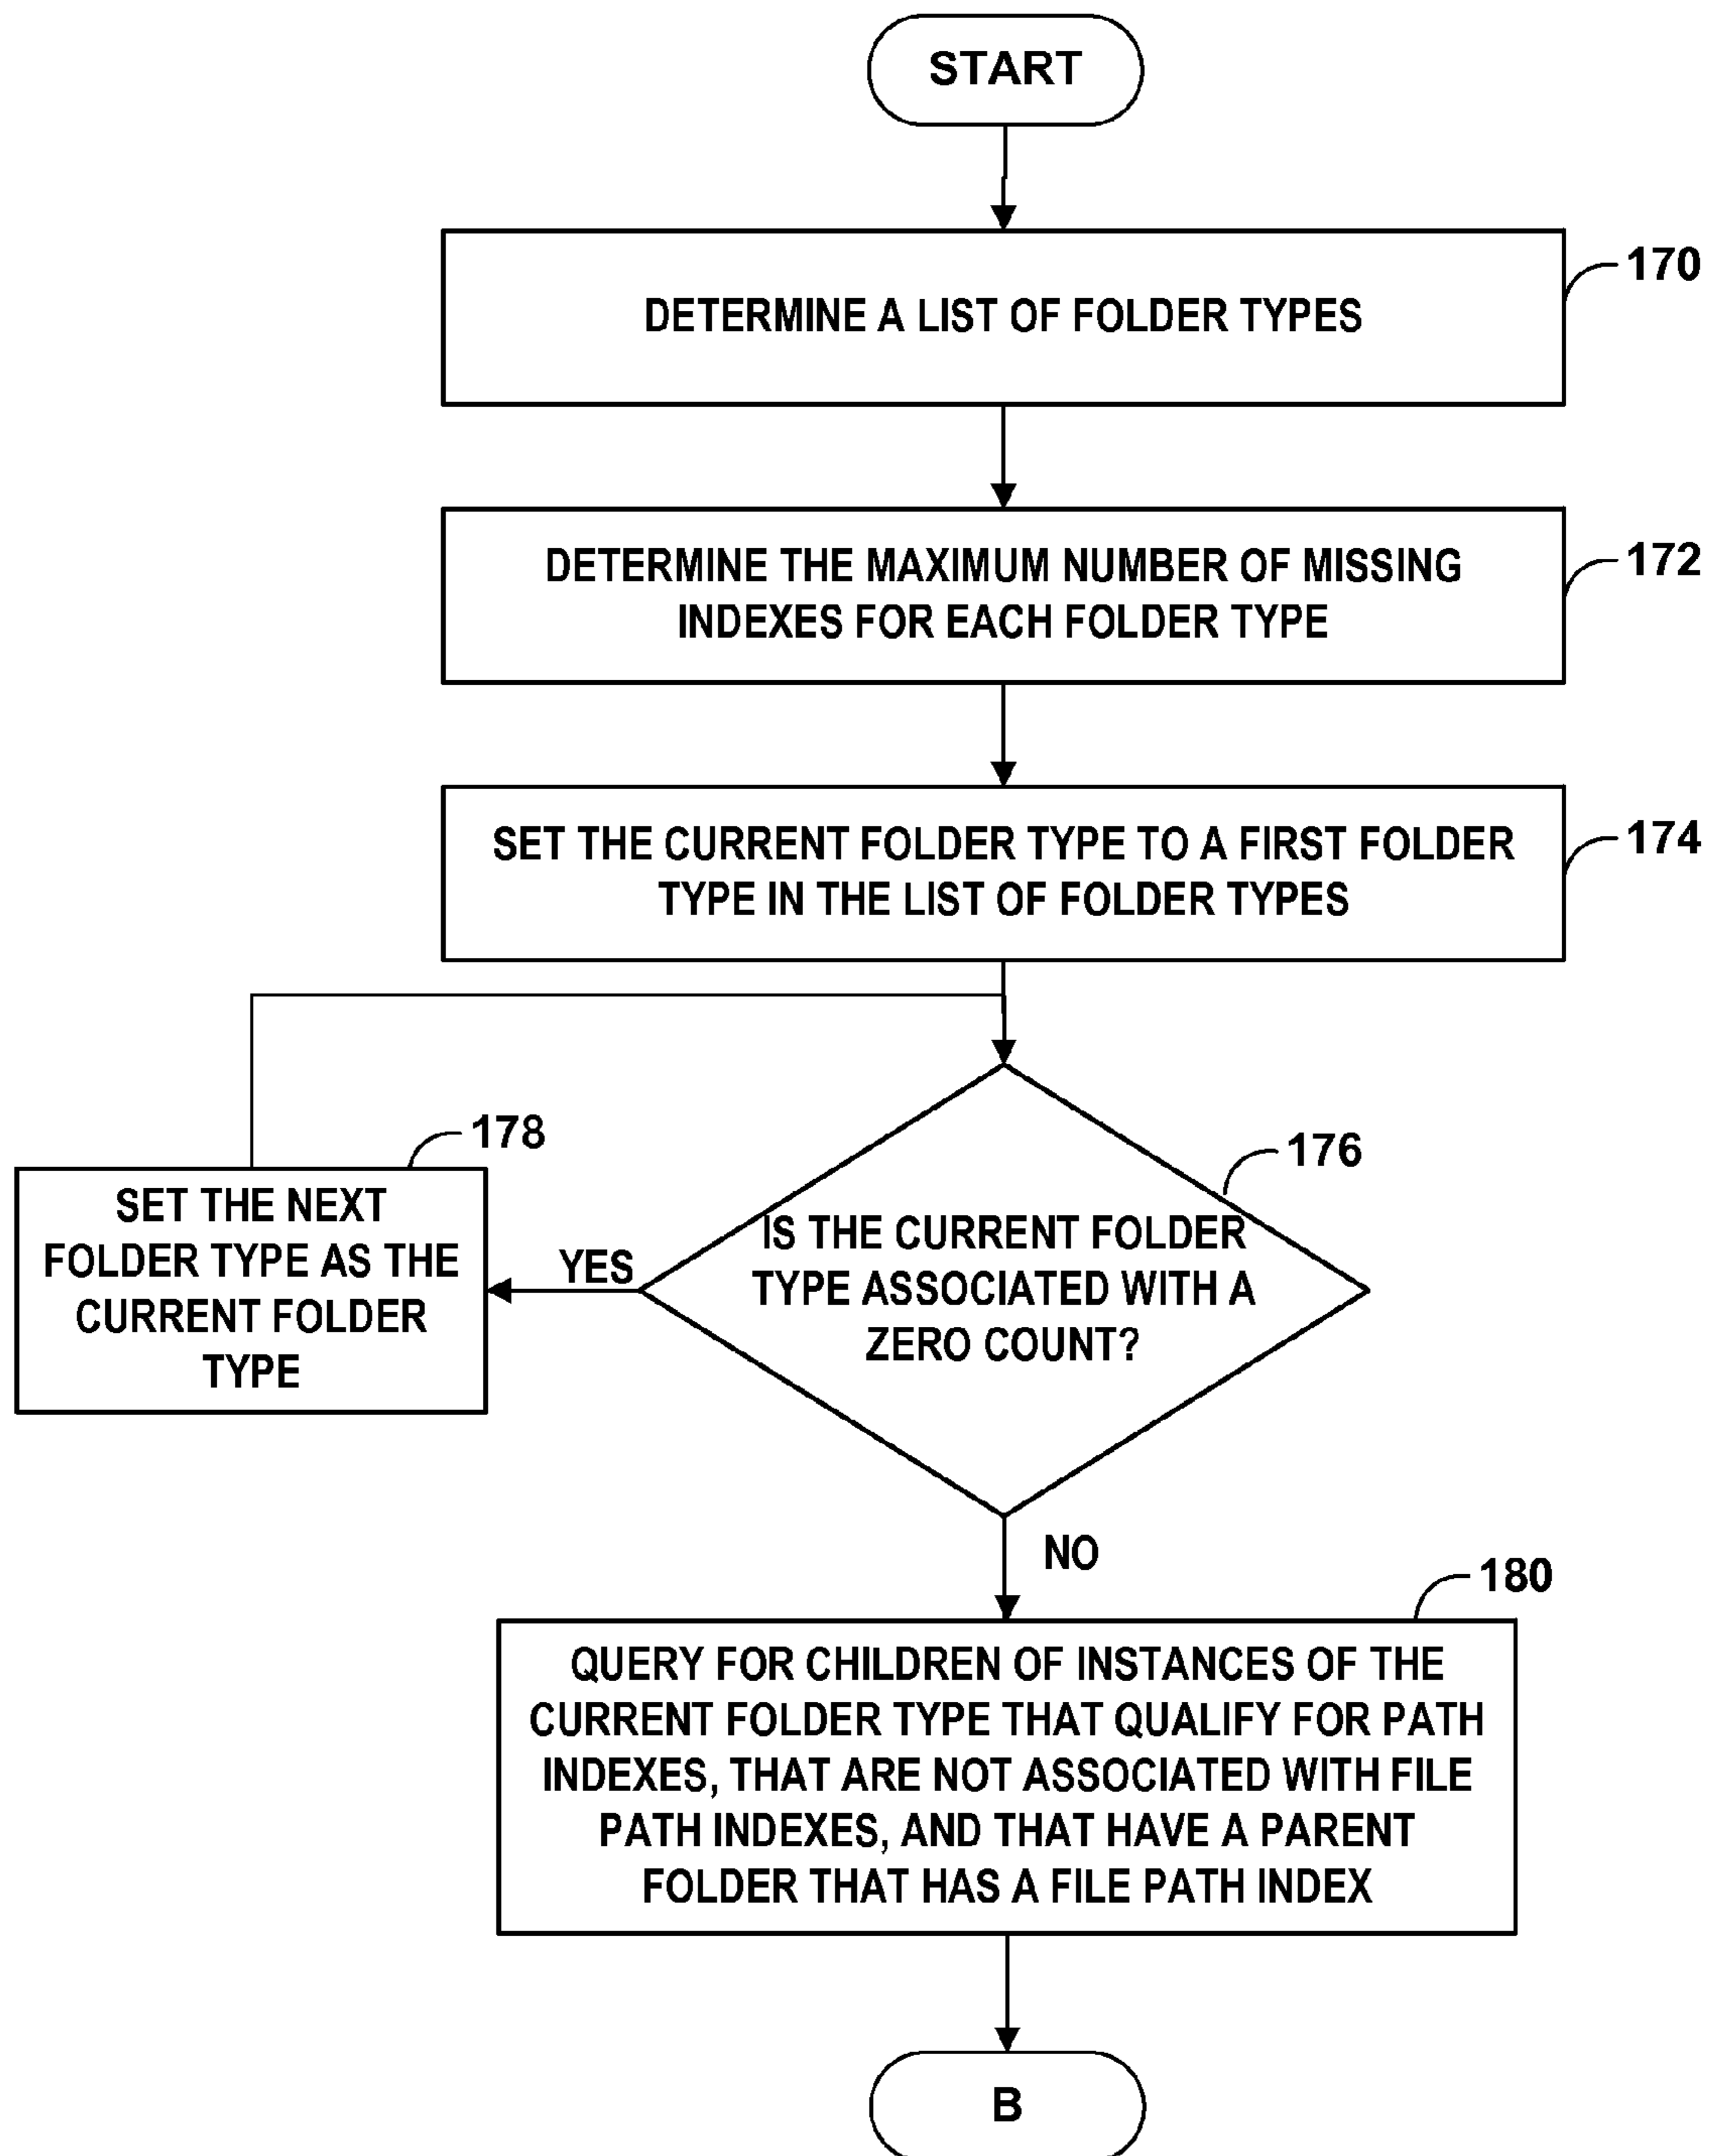 START
170
DETERMINE A LIST OF FOLDER TYPES
172
DETERMINE THE MAXIMUM NUMBER OF MISSING
INDEXES FOR EACH FOLDER TYPE
174
SET THE CURRENT FOLDER TYPE TO A FIRST FOLDER
TYPE IN THE LIST OF FOLDER TYPES
178
SET THE NEXT
FOLDER TYPE AS THE
CURRENT FOLDER
TYPE
YES
176
IS THE CURRENT FOLDER
TYPE ASSOCIATED WITH A
ZERO COUNT?
NO
180
QUERY FOR CHILDREN OF INSTANCES OF THE
CURRENT FOLDER TYPE THAT QUALIFY FOR PATH
INDEXES, THAT ARE NOT ASSOCIATED WITH FILE
PATH INDEXES, AND THAT HAVE A PARENT
FOLDER THAT HAS A FILE PATH INDEX
B